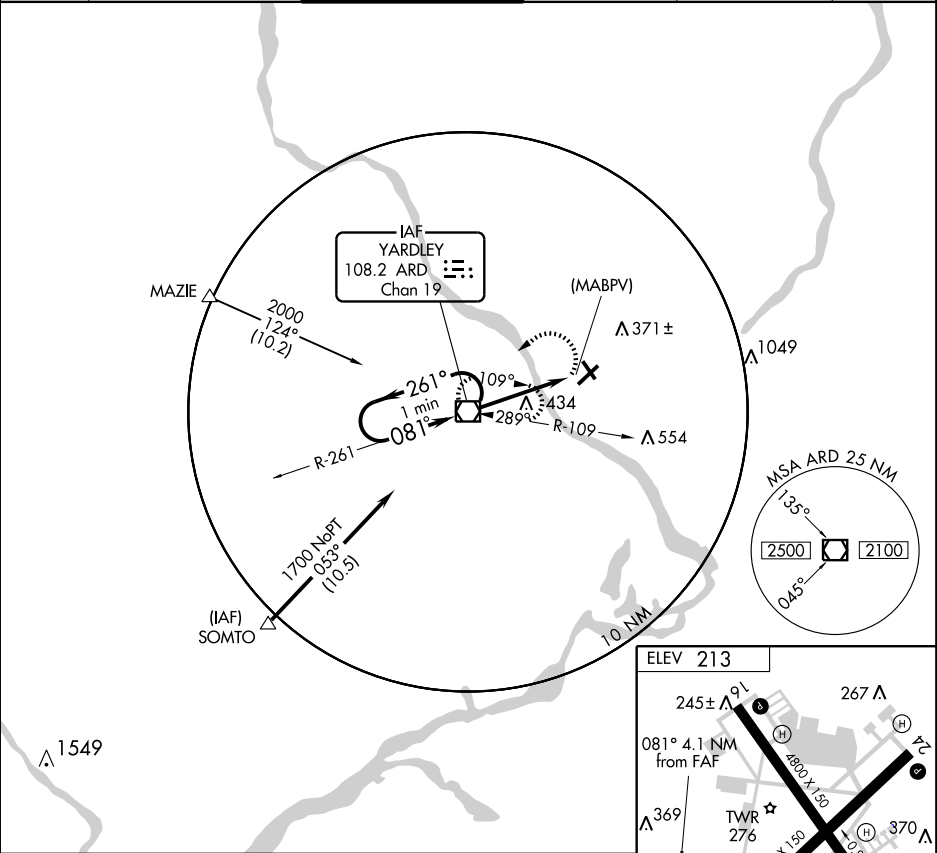 IAF
YARDLEY
108.2 ARD
Chan 19
(MABPV)
MAZIE
2000
124°
(10.2)
371±
1049
261°
1 min
081°
109°
289°
434
R-109
554
R-261
MSA ARD 25 NM
135°
2500
2100
045°
1700 NoPT
053°
(10.5)
(IAF)
SOMTO
10 NM
1549
ELEV 213
245±
16
P
267
H
H
24
P
081° 4.1 NM
from FAF
4800 X 150
369
TWR
276
H
370
X 150